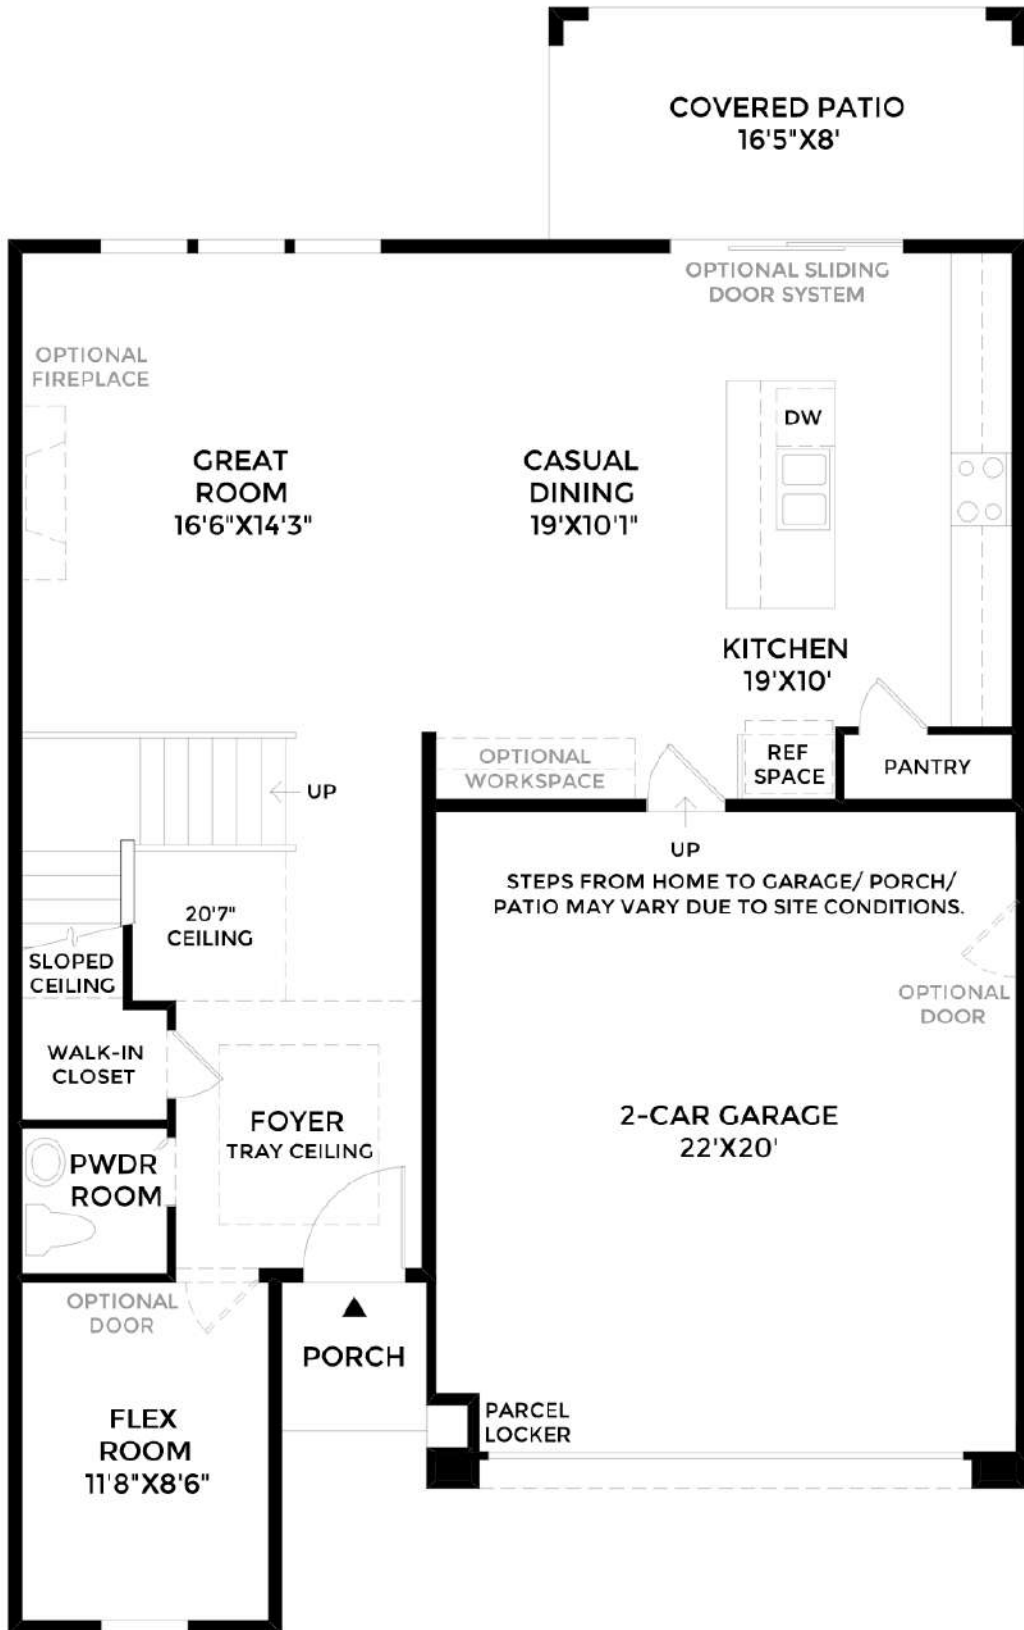 COVERED PATIO
16'5"X8'
OPTIONAL SLIDING
DOOR SYSTEM
OPTIONAL
FIREPLACE
GREAT
ROOM
16'6"X14'3"
CASUAL
DINING
19'X10'1"
DW
KITCHEN
19'X10'
UP
OPTIONAL
WORKSPACE
REF
SPACE
PANTRY
UP
STEPS FROM HOME TO GARAGE/ PORCH/
PATIO MAY VARY DUE TO SITE CONDITIONS.
20'7"
CEILING
SLOPED
CEILING
OPTIONAL
DOOR
WALK-IN
CLOSET
FOYER
TRAY CEILING
2-CAR GARAGE
22'X20'
PWDR
ROOM
OPTIONAL
DOOR
PORCH
FLEX
ROOM
11'8"X8'6"
PARCEL
LOCKER